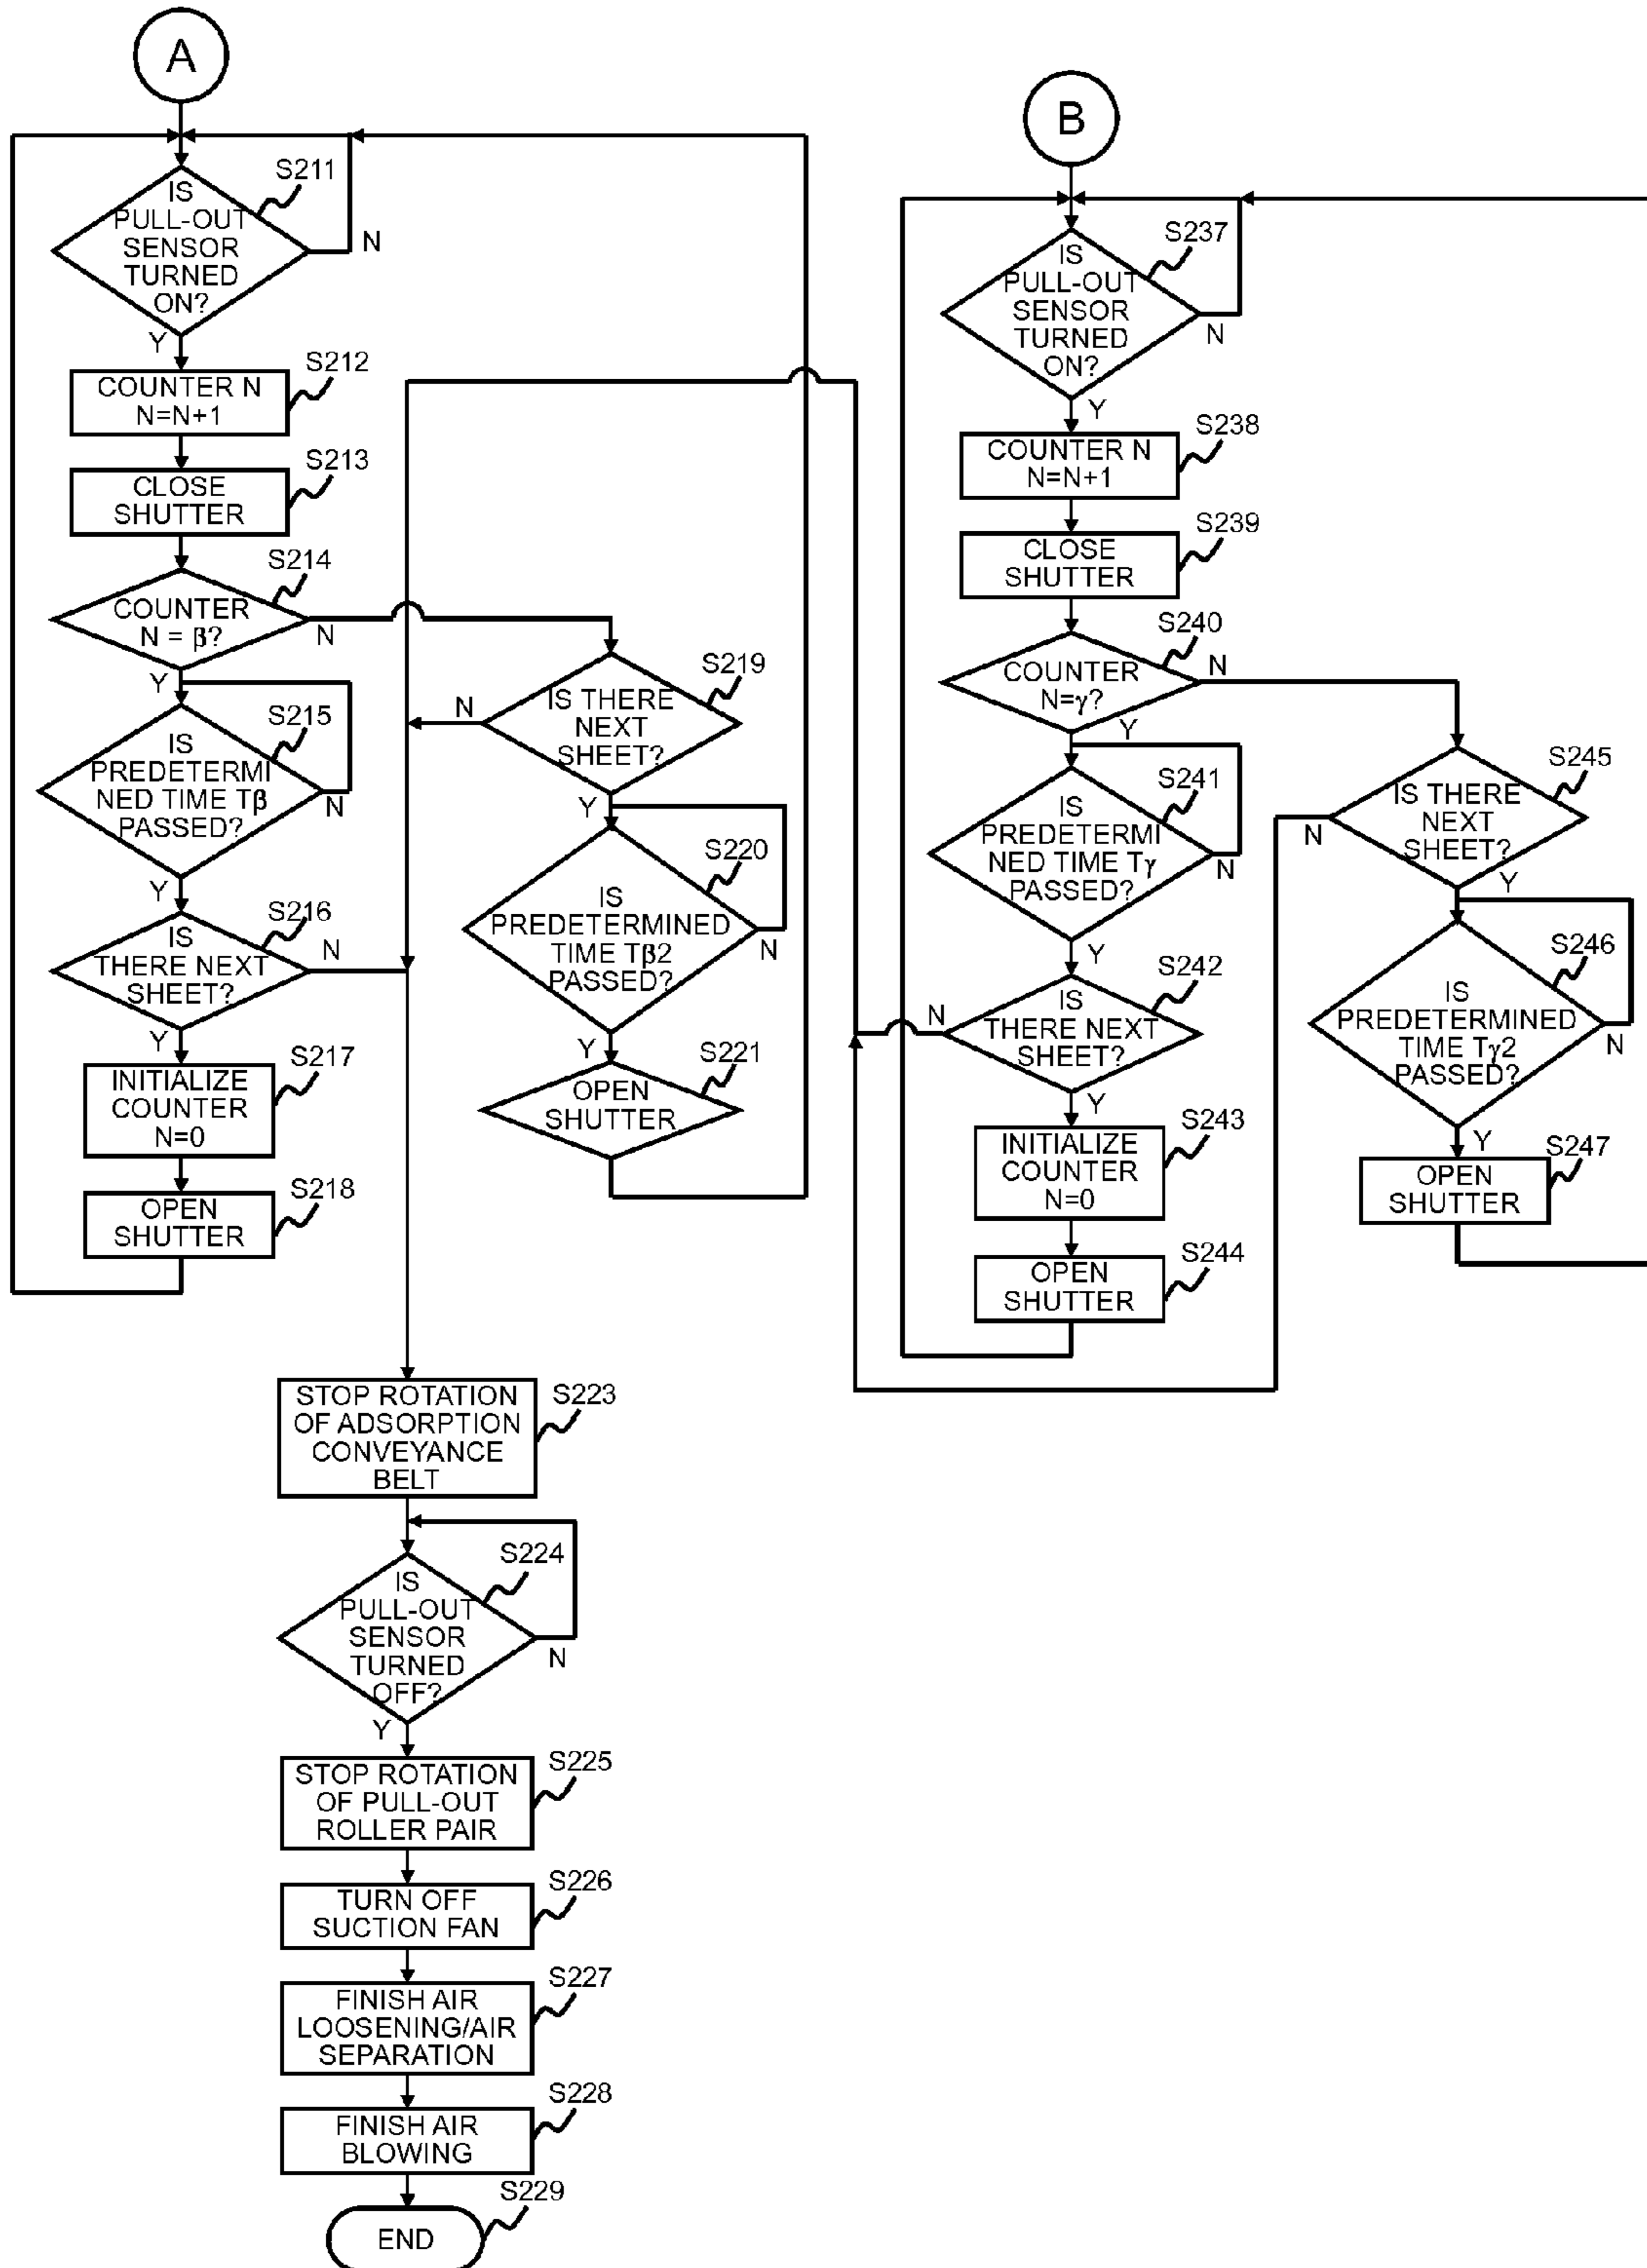 A
S211
IS
PULL-OUT
SENSOR
TURNED
ON?
N
Y
S212
COUNTER N
N=N+1
S213
CLOSE
SHUTTER
S214
COUNTER
N = β?
N
Y
S215
IS
PREDETERMI
NED TIME Tβ
PASSED?
N
Y
S216
IS
THERE NEXT
SHEET?
N
Y
S217
INITIALIZE
COUNTER
N=0
S218
OPEN
SHUTTER
S219
IS THERE
NEXT
SHEET?
N
Y
S220
IS
PREDETERMINED
TIME Tβ2
PASSED?
N
Y
S221
OPEN
SHUTTER
S223
STOP ROTATION
OF ADSORPTION
CONVEYANCE
BELT
S224
IS
PULL-OUT
SENSOR
TURNED
OFF?
N
Y
S225
STOP ROTATION
OF PULL-OUT
ROLLER PAIR
S226
TURN OFF
SUCTION FAN
S227
FINISH AIR
LOOSENING/AIR
SEPARATION
S228
FINISH AIR
BLOWING
S229
END
B
S237
IS
PULL-OUT
SENSOR
TURNED
ON?
N
Y
S238
COUNTER N
N=N+1
S239
CLOSE
SHUTTER
S240
COUNTER
N=γ?
N
Y
S241
IS
PREDETERMI
NED TIME Tγ
PASSED?
N
Y
S242
IS
THERE NEXT
SHEET?
N
Y
S243
INITIALIZE
COUNTER
N=0
S244
OPEN
SHUTTER
S245
IS THERE
NEXT
SHEET?
N
Y
S246
IS
PREDETERMINED
TIME Tγ2
PASSED?
N
Y
S247
OPEN
SHUTTER